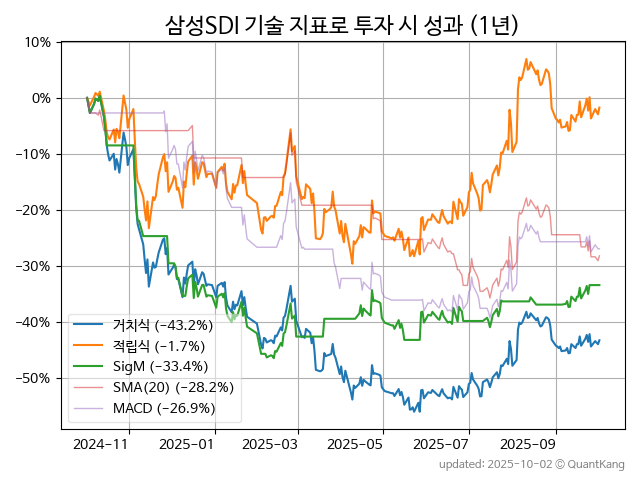 삼성SDI 기술 지표로 투자 시 성과 (1년)
10%
0%
−10%
−20%
−30%
−40%
−50%
거치식 (−43.2%)
적립식 (−1.7%)
SigM (−33.4%)
SMA(20) (−28.2%)
MACD (−26.9%)
2024-11 2025-01 2025-03 2025-05 2025-07 2025-09
updated: 2025-10-02 © QuantKang